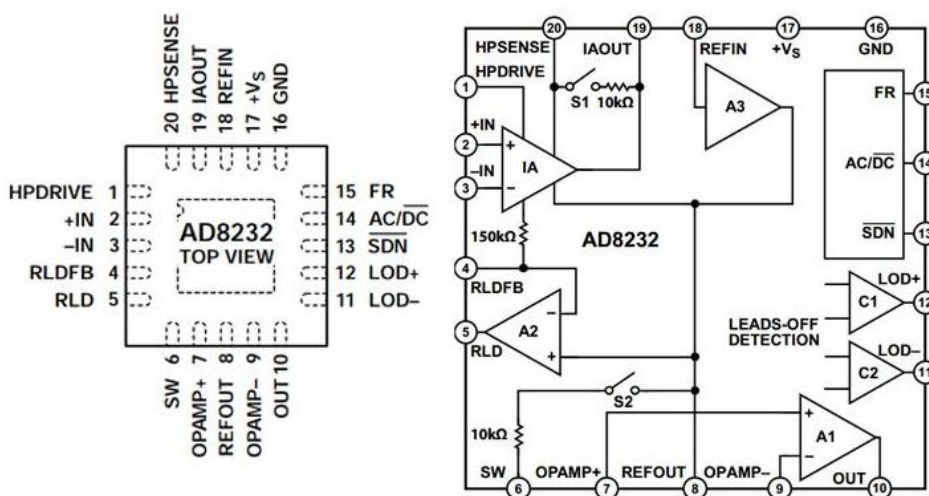 20 HPSENSE
19 IAOUT
18 REFIN
17 +VS
16 GND
HPDRIVE 1
+IN 2
–IN 3
RLDFB 4
RLD 5
AD8232
TOP VIEW
15 FR
14 AC/DC
13 SDN
12 LOD+
11 LOD–
SW 6
OPAMP+ 7
REFOUT 8
OPAMP– 9
OUT 10
20
19
18
17
16
HPSENSE
IAOUT
REFIN
+VS
GND
HPDRIVE
1
S1
10kΩ
A3
FR
15
+IN
2
+
IA
–IN
3
–
AC/DC
14
150kΩ
AD8232
SDN
13
4
RLDFB
–
A2
5
RLD
+
LOD+
C1
12
LEADS-OFF
DETECTION
LOD–
C2
11
S2
10kΩ
+
A1
–
SW
OPAMP+
REFOUT
OPAMP–
OUT
6
7
8
9
10